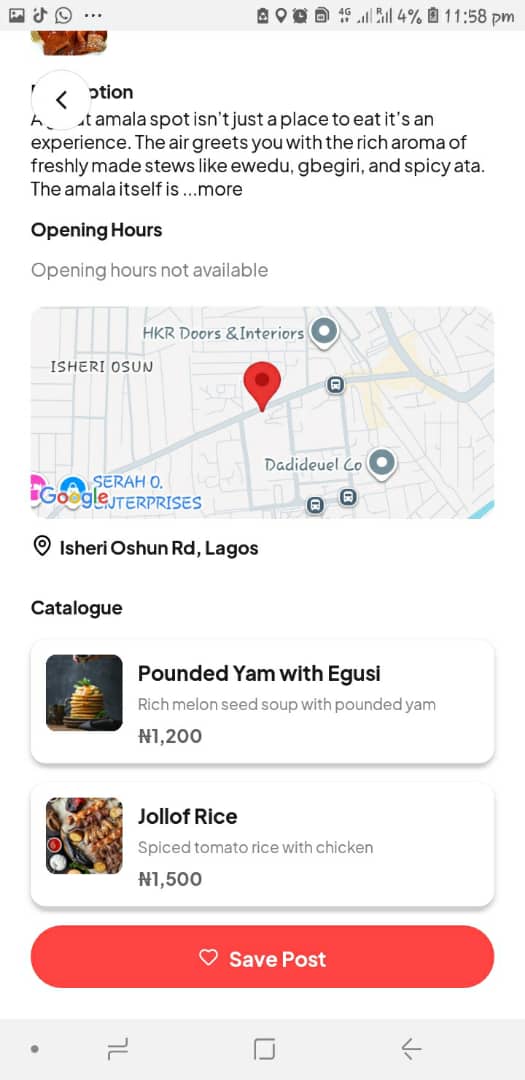 4G
R
4%
11:58 pm
ption
amala spot isn't just a place to eat it's an
experience. The air greets you with the rich aroma of
freshly made stews like ewedu, gbegiri, and spicy ata.
The amala itself is ...more
Opening Hours
Opening hours not available
HKR Doors & Interiors
ISHERI OSUN
Dadideuel Co
SERAH O.
Google
ENTERPRISES
Isheri Oshun Rd, Lagos
Catalogue
Pounded Yam with Egusi
Rich melon seed soup with pounded yam
₦1,200
Jollof Rice
Spiced tomato rice with chicken
₦1,500
Save Post